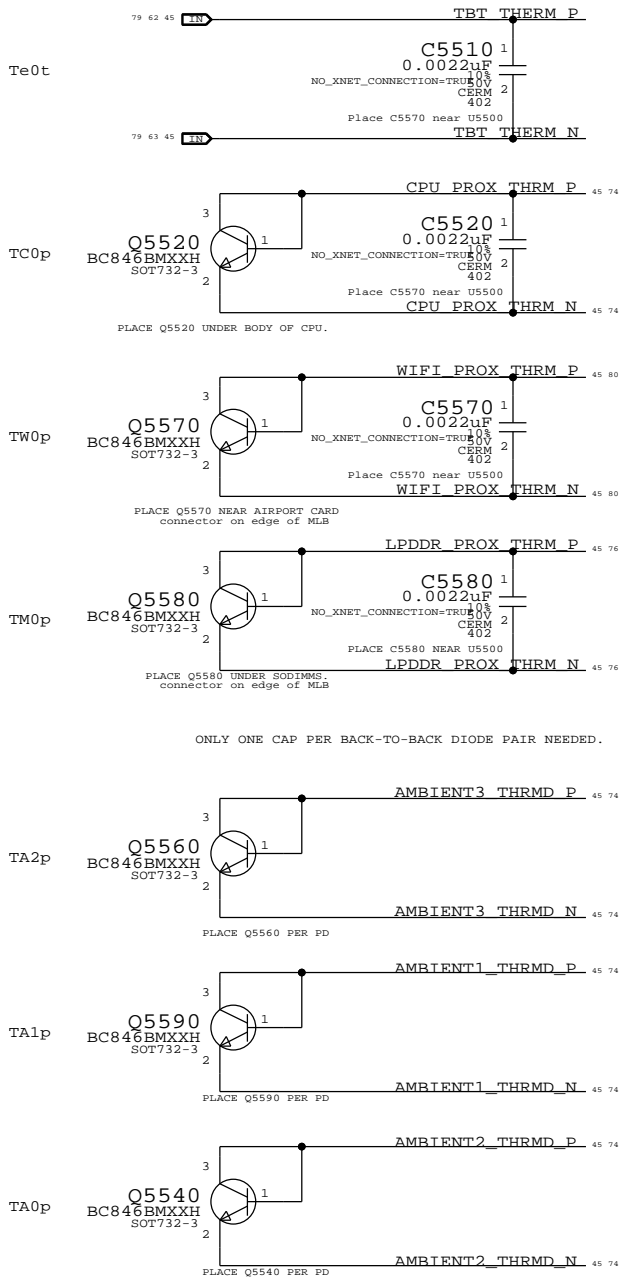 79 62 45 IN TBT_THERM_P
Te0t
C5510 1
0.0022uF
10%
NO_XNET_CONNECTION=TRUE
50V 2
CERM
402
Place C5570 near U5500
79 63 45 IN TBT_THERM_N
CPU_PROX_THRM_P 45 74
3
TC0p
Q5520 1
BC846BMXXH
SOT732-3
2
C5520 1
0.0022uF
10%
NO_XNET_CONNECTION=TRUE
50V 2
CERM
402
Place C5570 near U5500
CPU_PROX_THRM_N 45 74
PLACE Q5520 UNDER BODY OF CPU.
WIFI_PROX_THRM_P 45 80
3
TW0p
Q5570 1
BC846BMXXH
SOT732-3
2
C5570 1
0.0022uF
10%
NO_XNET_CONNECTION=TRUE
50V 2
CERM
402
Place C5570 near U5500
WIFI_PROX_THRM_N 45 80
PLACE Q5570 NEAR AIRPORT CARD
connector on edge of MLB
LPDDR_PROX_THRM_P 45 76
3
TM0p
Q5580 1
BC846BMXXH
SOT732-3
2
C5580 1
0.0022uF
10%
NO_XNET_CONNECTION=TRUE
50V 2
CERM
402
PLACE C5580 NEAR U5500
LPDDR_PROX_THRM_N 45 76
PLACE Q5580 UNDER SODIMMS.
connector on edge of MLB
ONLY ONE CAP PER BACK-TO-BACK DIODE PAIR NEEDED.
AMBIENT3_THRMD_P 45 74
3
TA2p
Q5560 1
BC846BMXXH
SOT732-3
2
AMBIENT3_THRMD_N 45 74
PLACE Q5560 PER PD
AMBIENT1_THRMD_P 45 74
3
TA1p
Q5590 1
BC846BMXXH
SOT732-3
2
AMBIENT1_THRMD_N 45 74
PLACE Q5590 PER PD
AMBIENT2_THRMD_P 45 74
3
TA0p
Q5540 1
BC846BMXXH
SOT732-3
2
AMBIENT2_THRMD_N 45 74
PLACE Q5540 PER PD